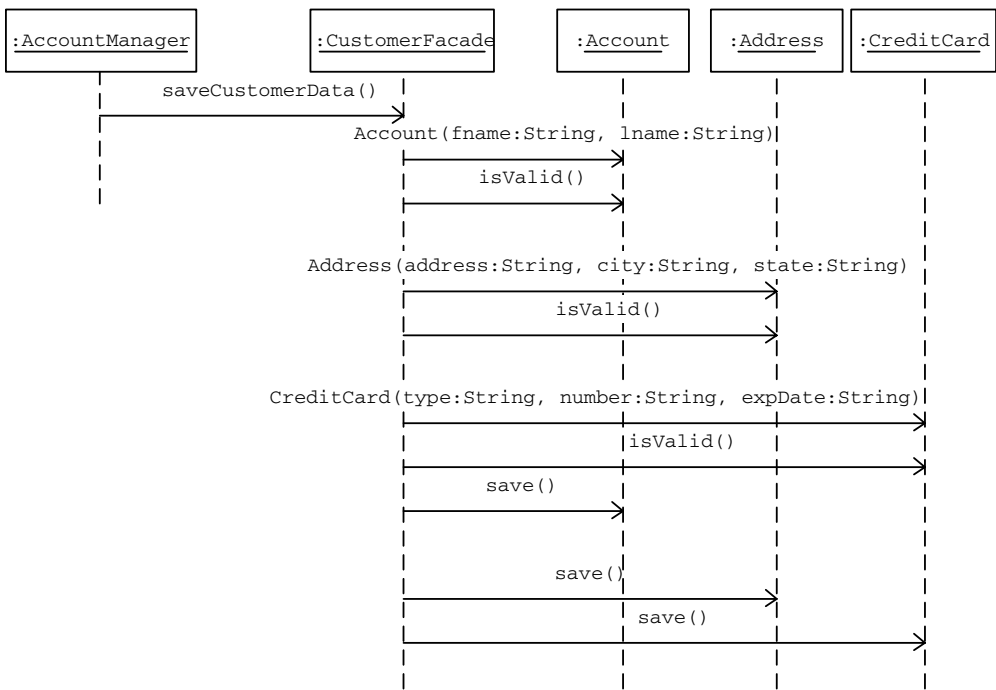 :AccountManager :CustomerFacade :Account :Address :CreditCard
saveCustomerData()
Account(fname:String, lname:String)
isValid()
Address(address:String, city:String, state:String)
isValid()
CreditCard(type:String, number:String, expDate:String)
isValid()
save()
save()
save()